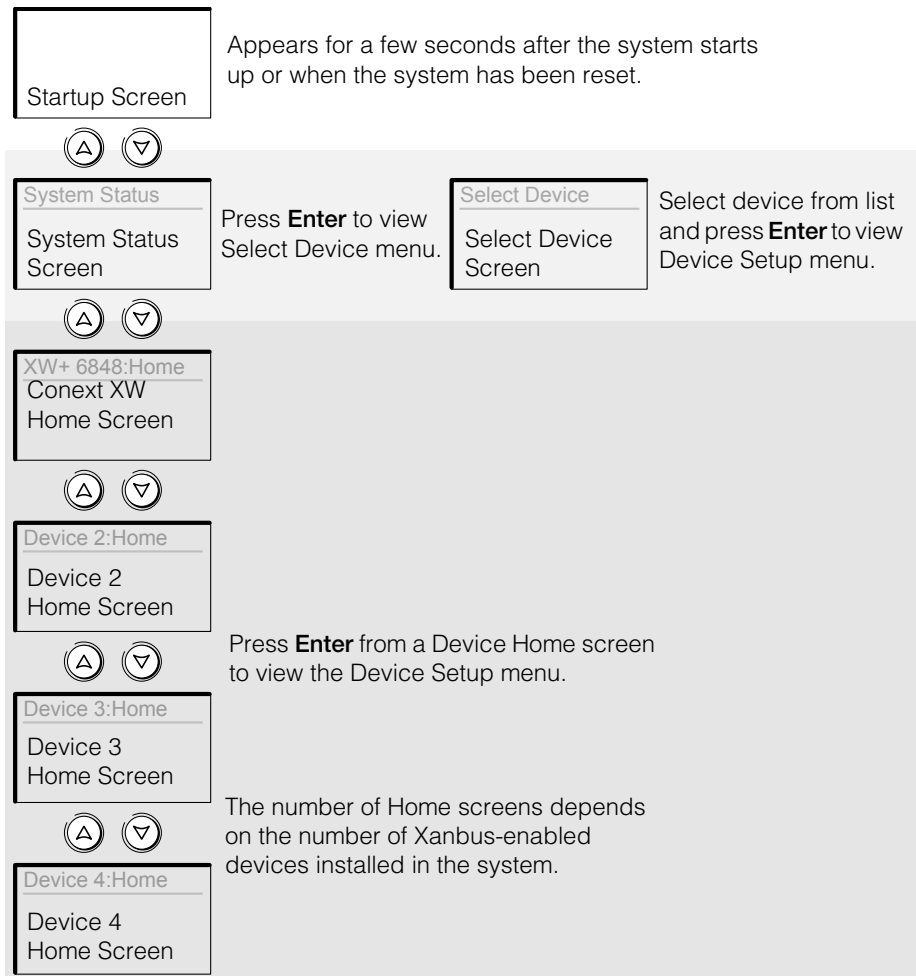 Startup Screen
Appears for a few seconds after the system starts
up or when the system has been reset.
System Status
System Status
Screen
Press Enter to view
Select Device menu.
Select Device
Select Device
Screen
Select device from list
and press Enter to view
Device Setup menu.
XW+ 6848:Home
Conext XW
Home Screen
Device 2:Home
Device 2
Home Screen
Press Enter from a Device Home screen
to view the Device Setup menu.
Device 3:Home
Device 3
Home Screen
The number of Home screens depends
on the number of Xanbus-enabled
devices installed in the system.
Device 4:Home
Device 4
Home Screen